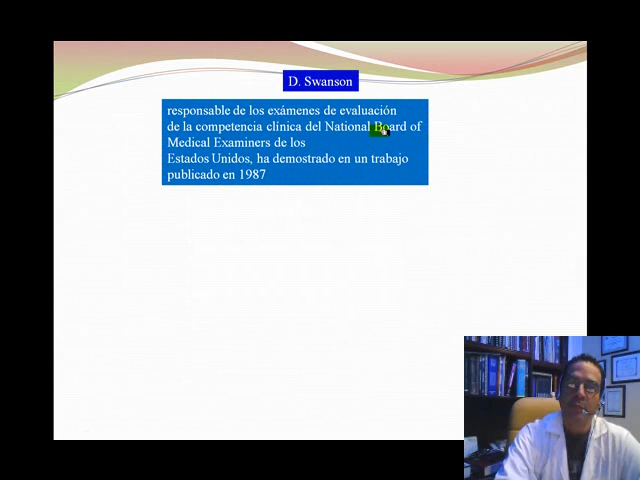 D. Swanson
responsable de los exámenes de evaluación
de la competencia clínica del National Board of
Medical Examiners de los
Estados Unidos, ha demostrado en un trabajo
publicado en 1987